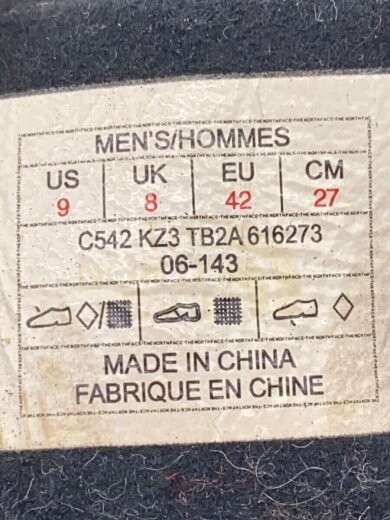 MEN'S/HOMMES
US UK EU CM
9 8 42 27
C542 KZ3 TB2A 616273
06-143
MADE IN CHINA
FABRIQUE EN CHINE